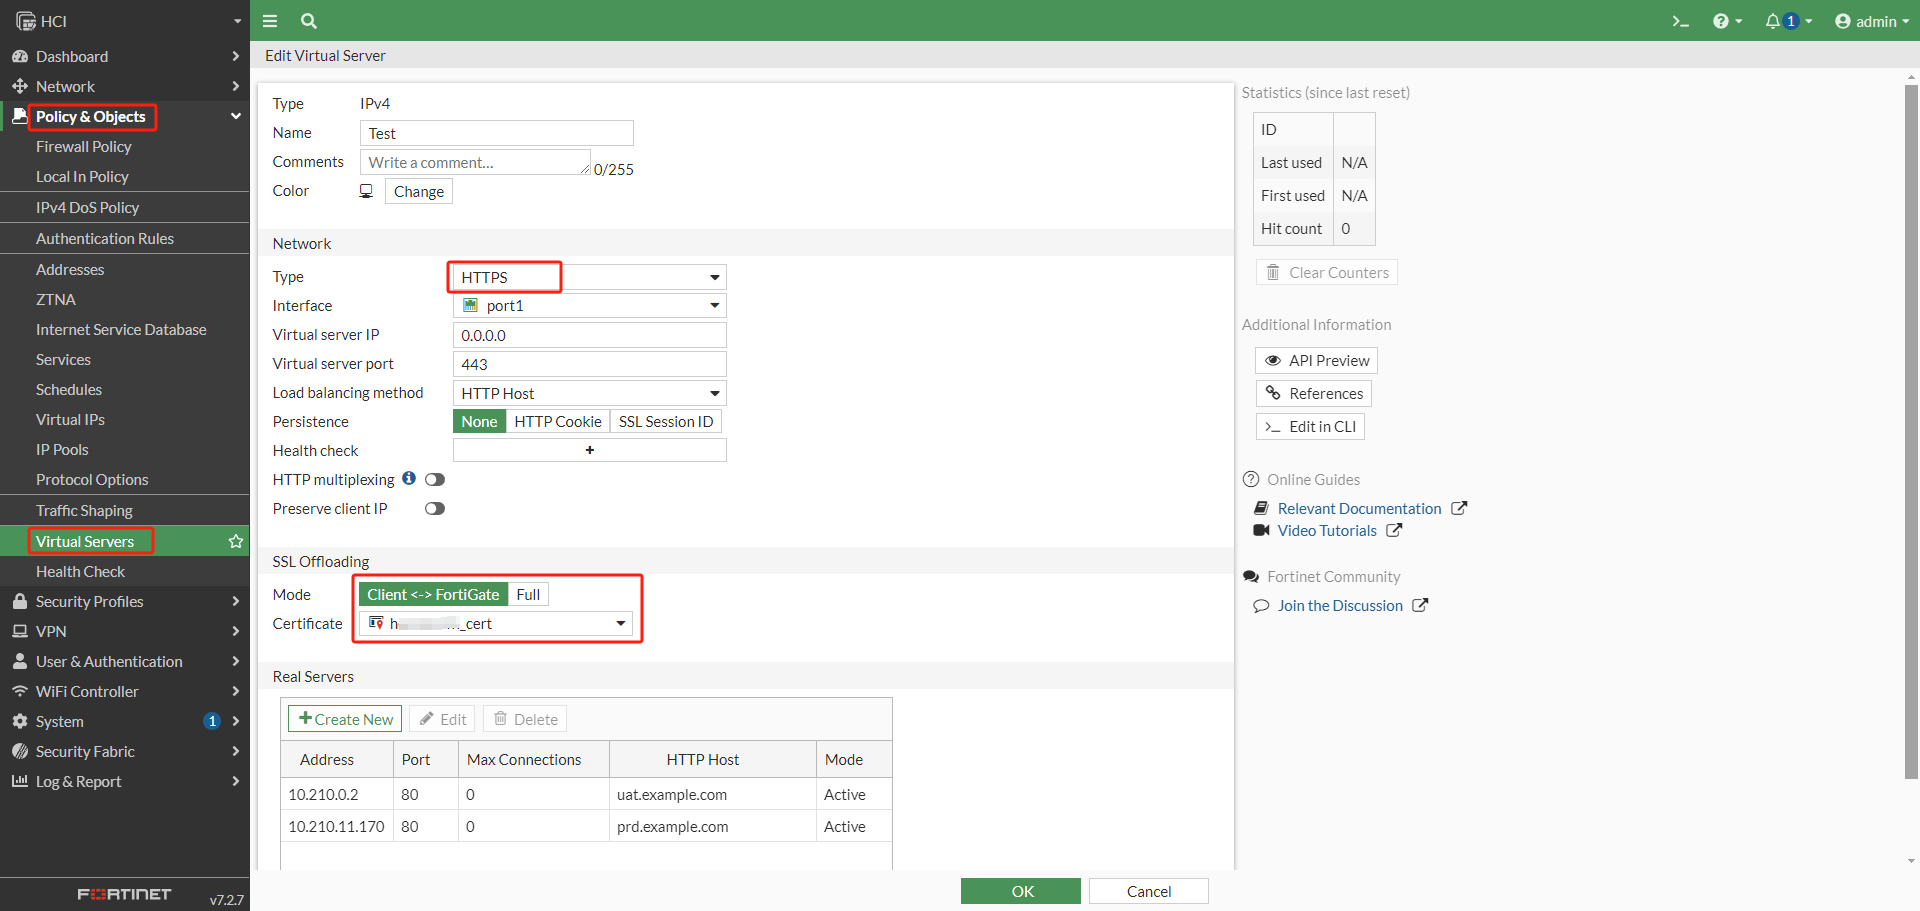 HCI
admin
1
Dashboard
Network
Policy & Objects
Firewall Policy
Local In Policy
IPv4 DoS Policy
Authentication Rules
Addresses
ZTNA
Internet Service Database
Services
Schedules
Virtual IPs
IP Pools
Protocol Options
Traffic Shaping
Virtual Servers
Health Check
Security Profiles
VPN
User & Authentication
WiFi Controller
System 1
Security Fabric
Log & Report
FORTINET v7.2.7
Edit Virtual Server
Type IPv4
Name Test
Comments Write a comment... 0/255
Color Change
Network
Type HTTPS
Interface port1
Virtual server IP 0.0.0.0
Virtual server port 443
Load balancing method HTTP Host
Persistence None HTTP Cookie SSL Session ID
Health check +
HTTP multiplexing
Preserve client IP
SSL Offloading
Mode Client <-> FortiGate Full
Certificate _cert
Real Servers
+ Create New Edit Delete
Address Port Max Connections HTTP Host Mode
10.210.0.2 80 0 uat.example.com Active
10.210.11.170 80 0 prd.example.com Active
OK Cancel
Statistics (since last reset)
ID
Last used N/A
First used N/A
Hit count 0
Clear Counters
Additional Information
API Preview
References
>_ Edit in CLI
Online Guides
Relevant Documentation
Video Tutorials
Fortinet Community
Join the Discussion